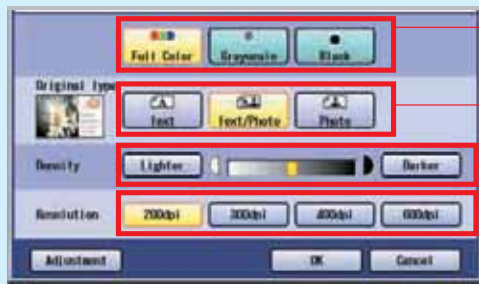 Full Color Grayscale Black
Original type
Text Text/Photo Photo
Density Lighter Darker
Resolution 200dpi 300dpi 400dpi 600dpi
Adjustment OK Cancel